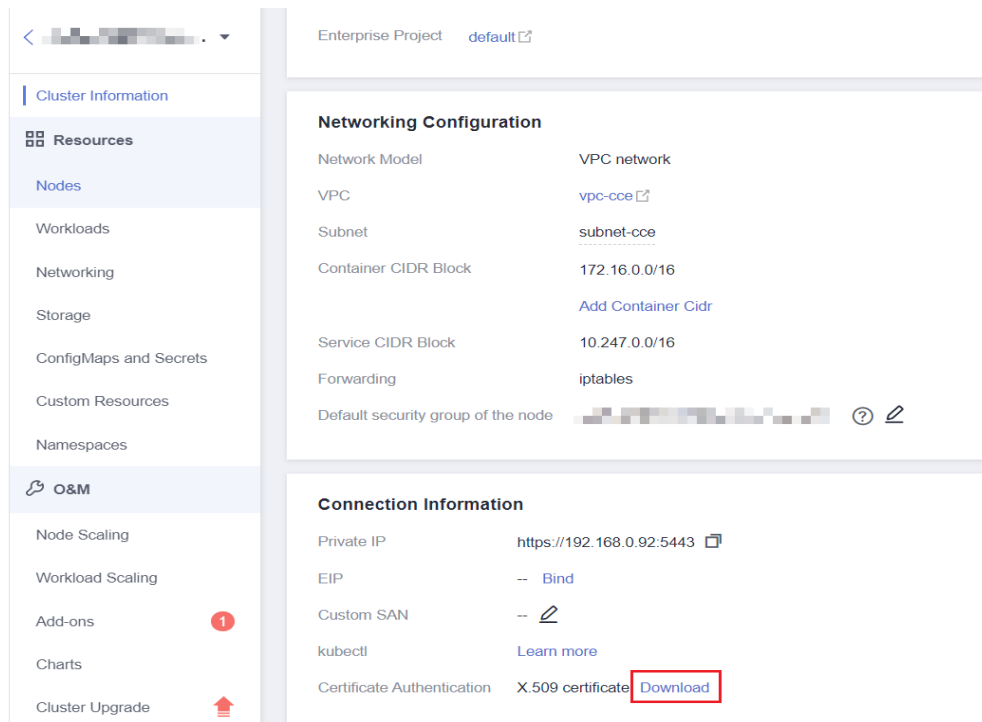 Cluster Information
Resources
Nodes
Workloads
Networking
Storage
ConfigMaps and Secrets
Custom Resources
Namespaces
O&M
Node Scaling
Workload Scaling
Add-ons 1
Charts
Cluster Upgrade
Enterprise Project default
Networking Configuration
Network Model VPC network
VPC vpc-cce
Subnet subnet-cce
Container CIDR Block 172.16.0.0/16
Add Container Cidr
Service CIDR Block 10.247.0.0/16
Forwarding iptables
Default security group of the node
Connection Information
Private IP https://192.168.0.92:5443
EIP -- Bind
Custom SAN --
kubectl Learn more
Certificate Authentication X.509 certificate Download